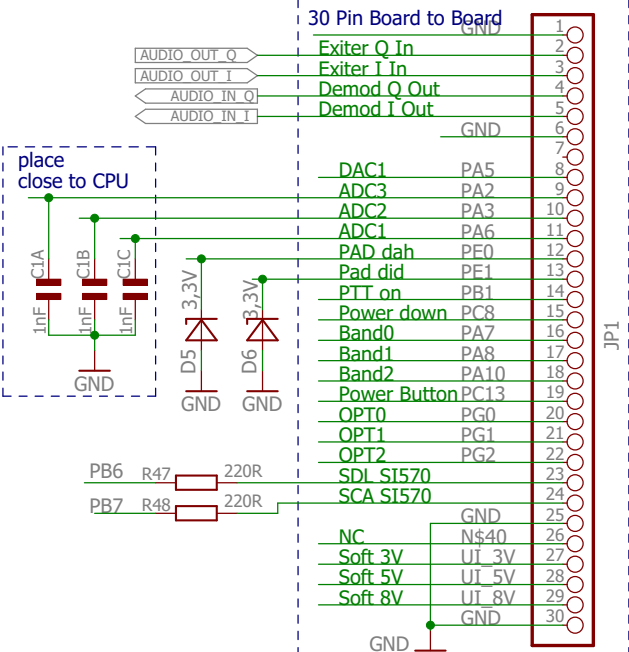 30 Pin Board to Board
GND 1
AUDIO_OUT_Q Exiter Q In 2
AUDIO_OUT_I Exiter I In 3
AUDIO_IN_Q Demod Q Out 4
AUDIO_IN_I Demod I Out 5
GND 6
7
place
close to CPU
DAC1 PA5 8
ADC3 PA2 9
ADC2 PA3 10
ADC1 PA6 11
PAD dah PE0 12
Pad did PE1 13
PTT on PB1 14
Power down PC8 15
Band0 PA7 16
Band1 PA8 17
Band2 PA10 18
Power Button PC13 19
OPT0 PG0 20
OPT1 PG1 21
OPT2 PG2 22
SDL SI570 23
SCA SI570 24
GND 25
NC N$40 26
Soft 3V UI_3V 27
Soft 5V UI_5V 28
Soft 8V UI_8V 29
GND 30
GND
JP1
C1A
1nF
C1B
1nF
C1C
1nF
GND
3,3V
D5
GND
3,3V
D6
GND
PB6 R47 220R
PB7 R48 220R